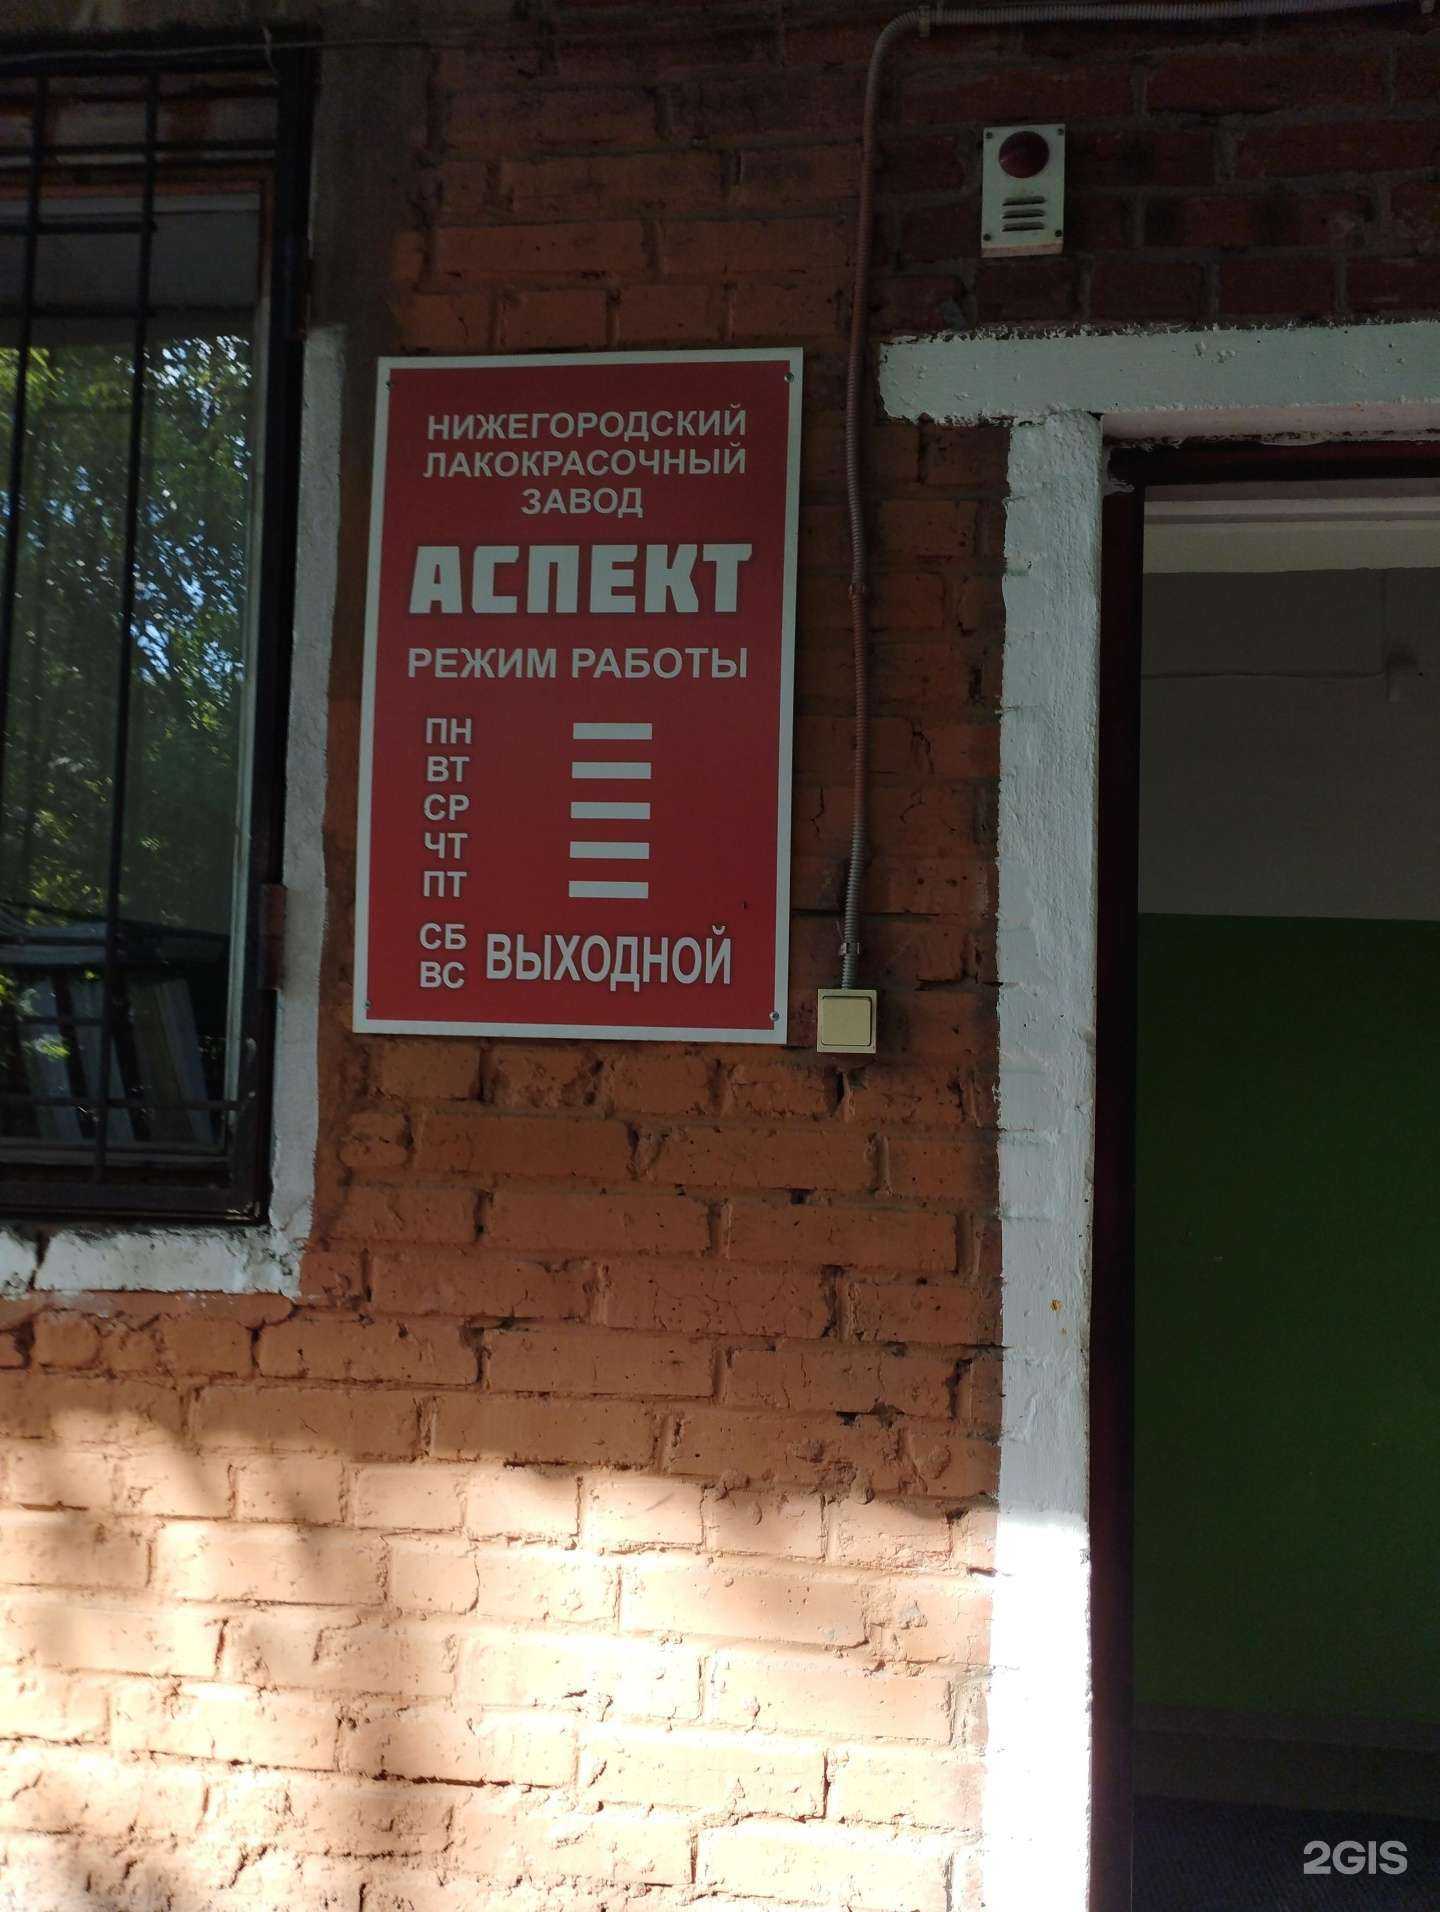 НИЖЕГОРОДСКИЙ
ЛАКОКРАСОЧНЫЙ
ЗАВОД
АСПЕКТ
РЕЖИМ РАБОТЫ
ПН
ВТ
СР
ЧТ
ПТ
СБ
ВС ВЫХОДНОЙ
2GIS